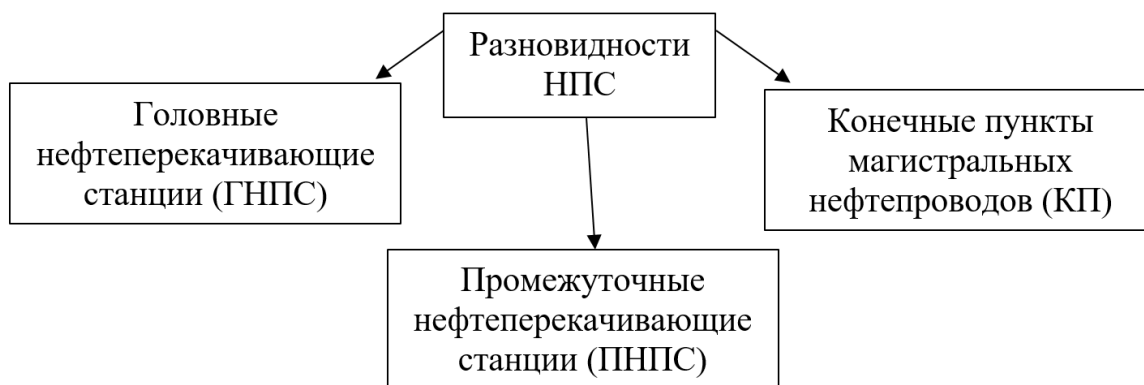 Разновидности
НПС
Головные
нефтеперекачивающие
станции (ГНПС)
Конечные пункты
магистральных
нефтепроводов (КП)
Промежуточные
нефтеперекачивающие
станции (ПНПС)